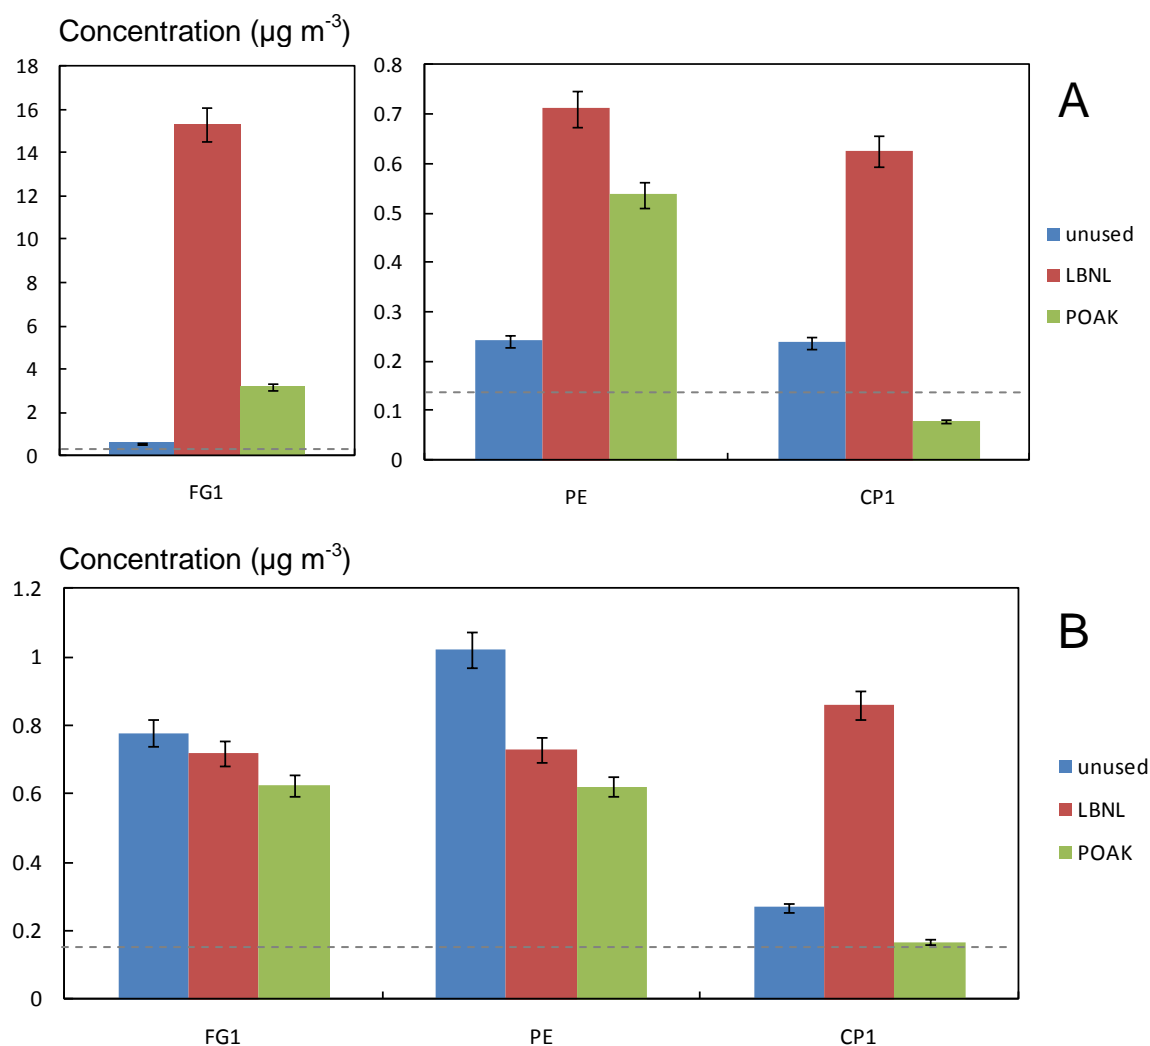 Concentration (µg m-3)
18
16
14
12
10
8
6
4
2
0
FG1
0.8
0.7
0.6
0.5
0.4
0.3
0.2
0.1
0
PE CP1
A
unused
LBNL
POAK
Concentration (µg m-3)
1.2
1
0.8
0.6
0.4
0.2
0
FG1 PE CP1
B
unused
LBNL
POAK